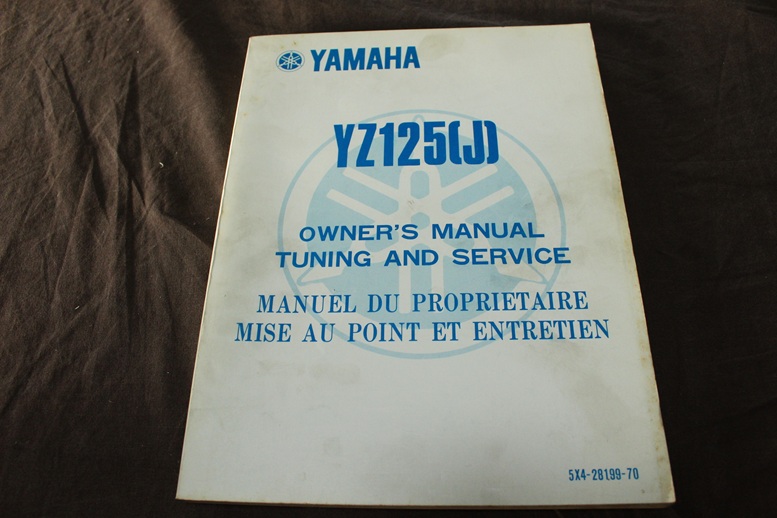 YAMAHA
YZ125(J)
OWNER'S MANUAL
TUNING AND SERVICE
MANUEL DU PROPRIETAIRE
MISE AU POINT ET ENTRETIEN
5X4-28199-70